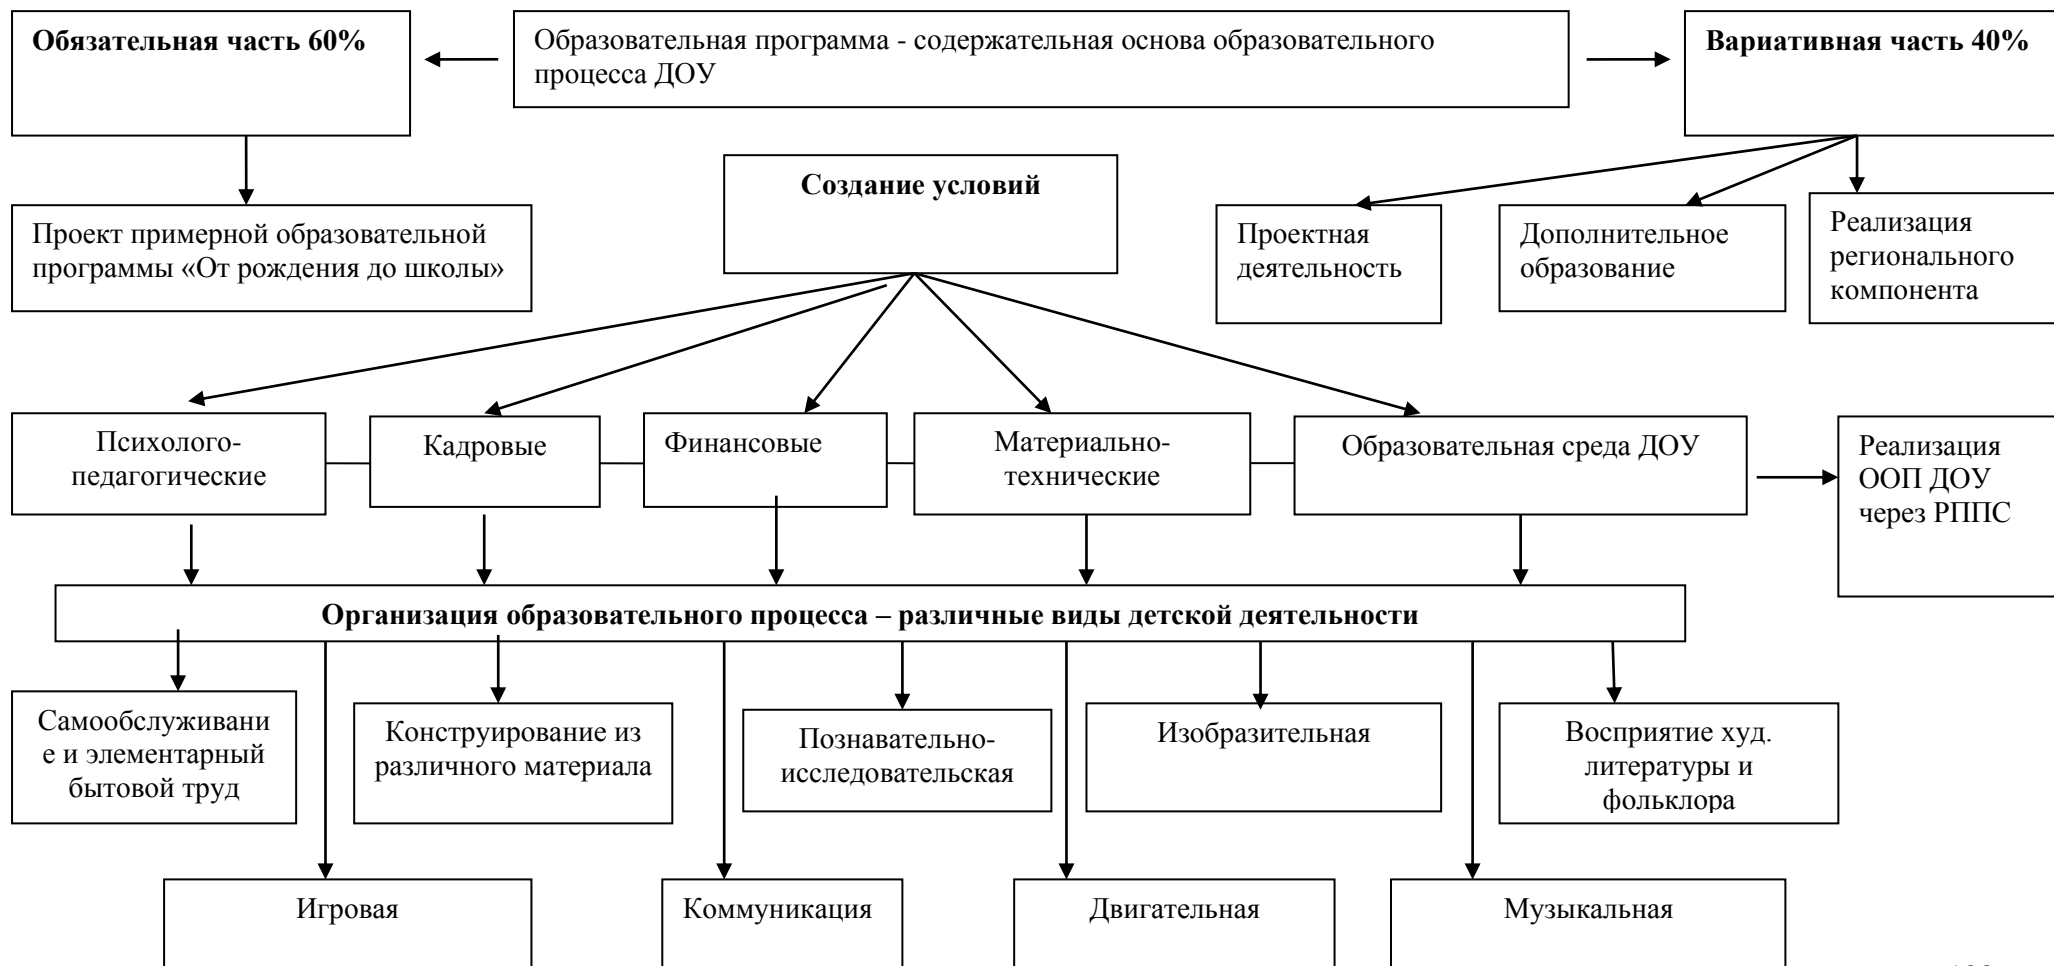 Обязательная часть 60%
Образовательная программа - содержательная основа образовательного
процесса ДОУ
Вариативная часть 40%
Создание условий
Проект примерной образовательной
программы «От рождения до школы»
Проектная
деятельность
Дополнительное
образование
Реализация
регионального
компонента
Психолого-
педагогические
Кадровые
Финансовые
Материально-
технические
Образовательная среда ДОУ
Реализация
ООП ДОУ
через РППС
Организация образовательного процесса – различные виды детской деятельности
Самообслуживани
е и элементарный
бытовой труд
Конструирование из
различного материала
Познавательно-
исследовательская
Изобразительная
Восприятие худ.
литературы и
фольклора
Игровая
Коммуникация
Двигательная
Музыкальная